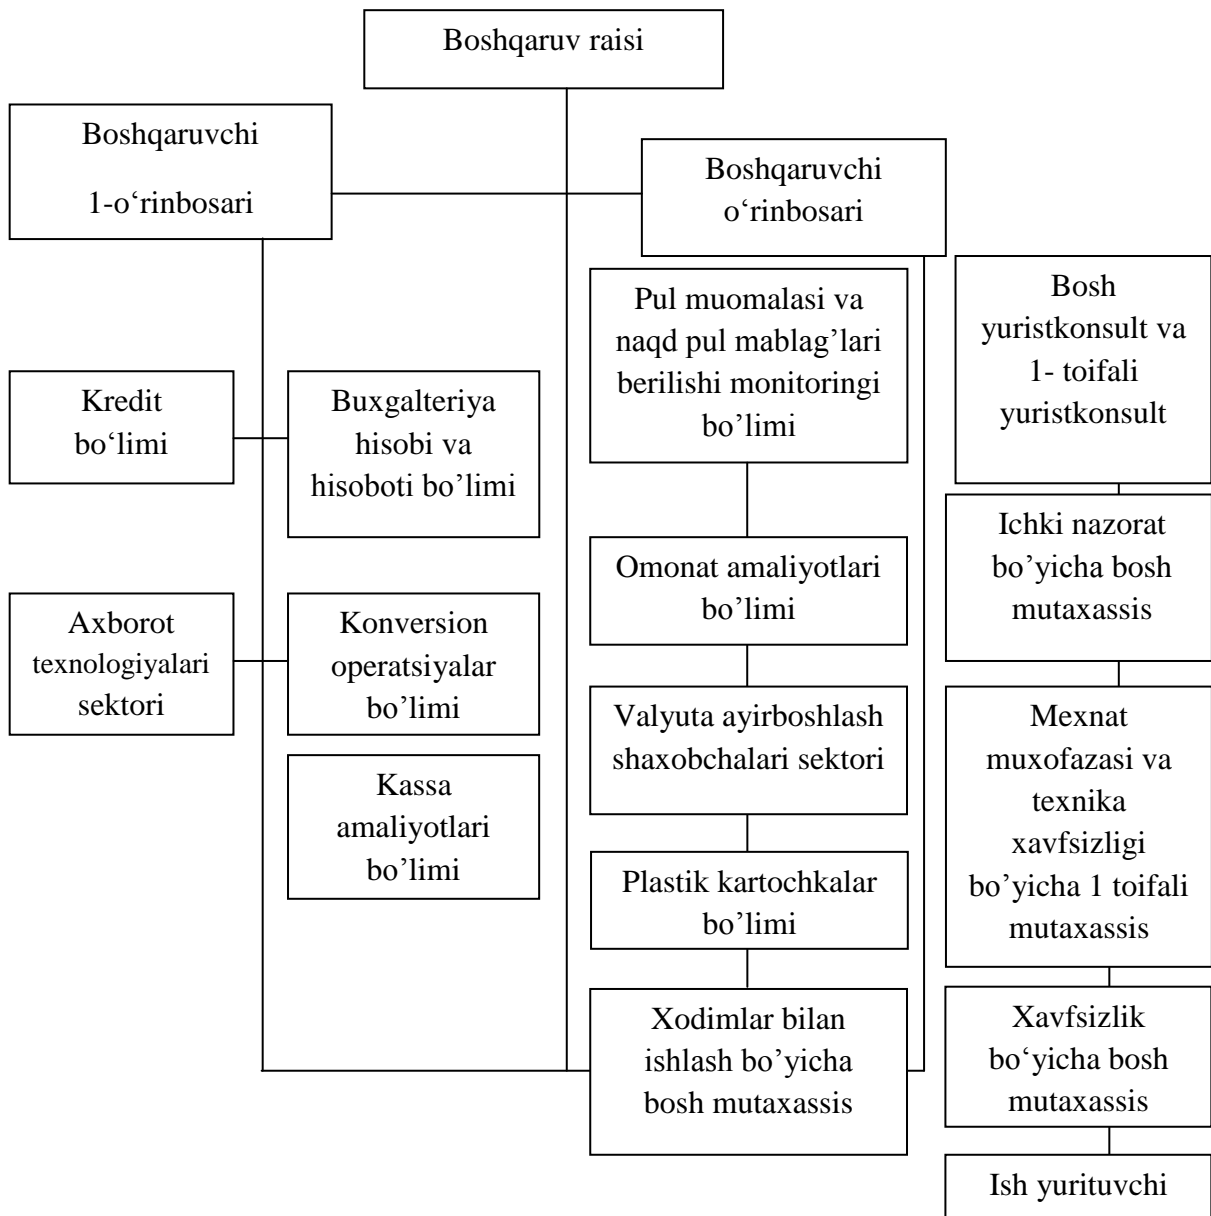 Boshqaruv raisi
Boshqaruvchi
1-o‘rinbosari
Boshqaruvchi
o‘rinbosari
Kredit
bo‘limi
Buxgalteriya
hisobi va
hisoboti bo’limi
Axborot
texnologiyalari
sektori
Konversion
operatsiyalar
bo’limi
Kassa
amaliyotlari
bo’limi
Pul muomalasi va
naqd pul mablag’lari
berilishi monitoringi
bo’limi
Omonat amaliyotlari
bo’limi
Valyuta ayirboshlash
shaxobchalari sektori
Plastik kartochkalar
bo’limi
Xodimlar bilan
ishlash bo’yicha
bosh mutaxassis
Bosh
yuristkonsult va
1- toifali
yuristkonsult
Ichki nazorat
bo’yicha bosh
mutaxassis
Mexnat
muxofazasi va
texnika
xavfsizligi
bo’yicha 1 toifali
mutaxassis
Xavfsizlik
bo‘yicha bosh
mutaxassis
Ish yurituvchi